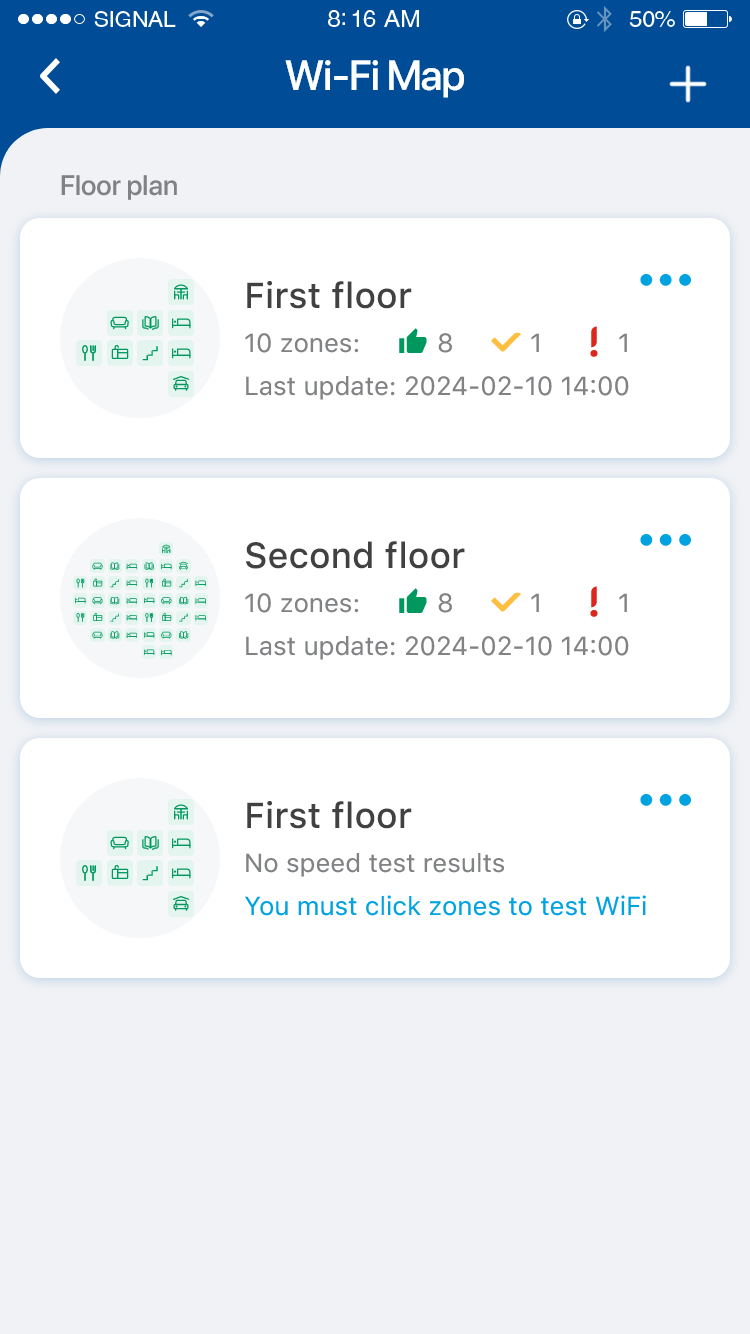 SIGNAL 8:16 AM 50%
Wi-Fi Map
Floor plan
First floor
10 zones: 8 1 1
Last update: 2024-02-10 14:00
Second floor
10 zones: 8 1 1
Last update: 2024-02-10 14:00
First floor
No speed test results
You must click zones to test WiFi